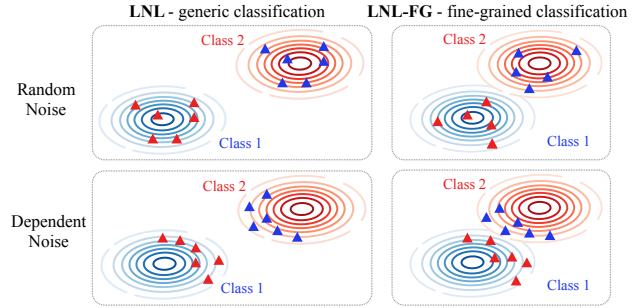 LNL - generic classification
LNL-FG - fine-grained classification
Random
Noise
Class 2
Class 1
Class 2
Class 1
Dependent
Noise
Class 2
Class 1
Class 2
Class 1